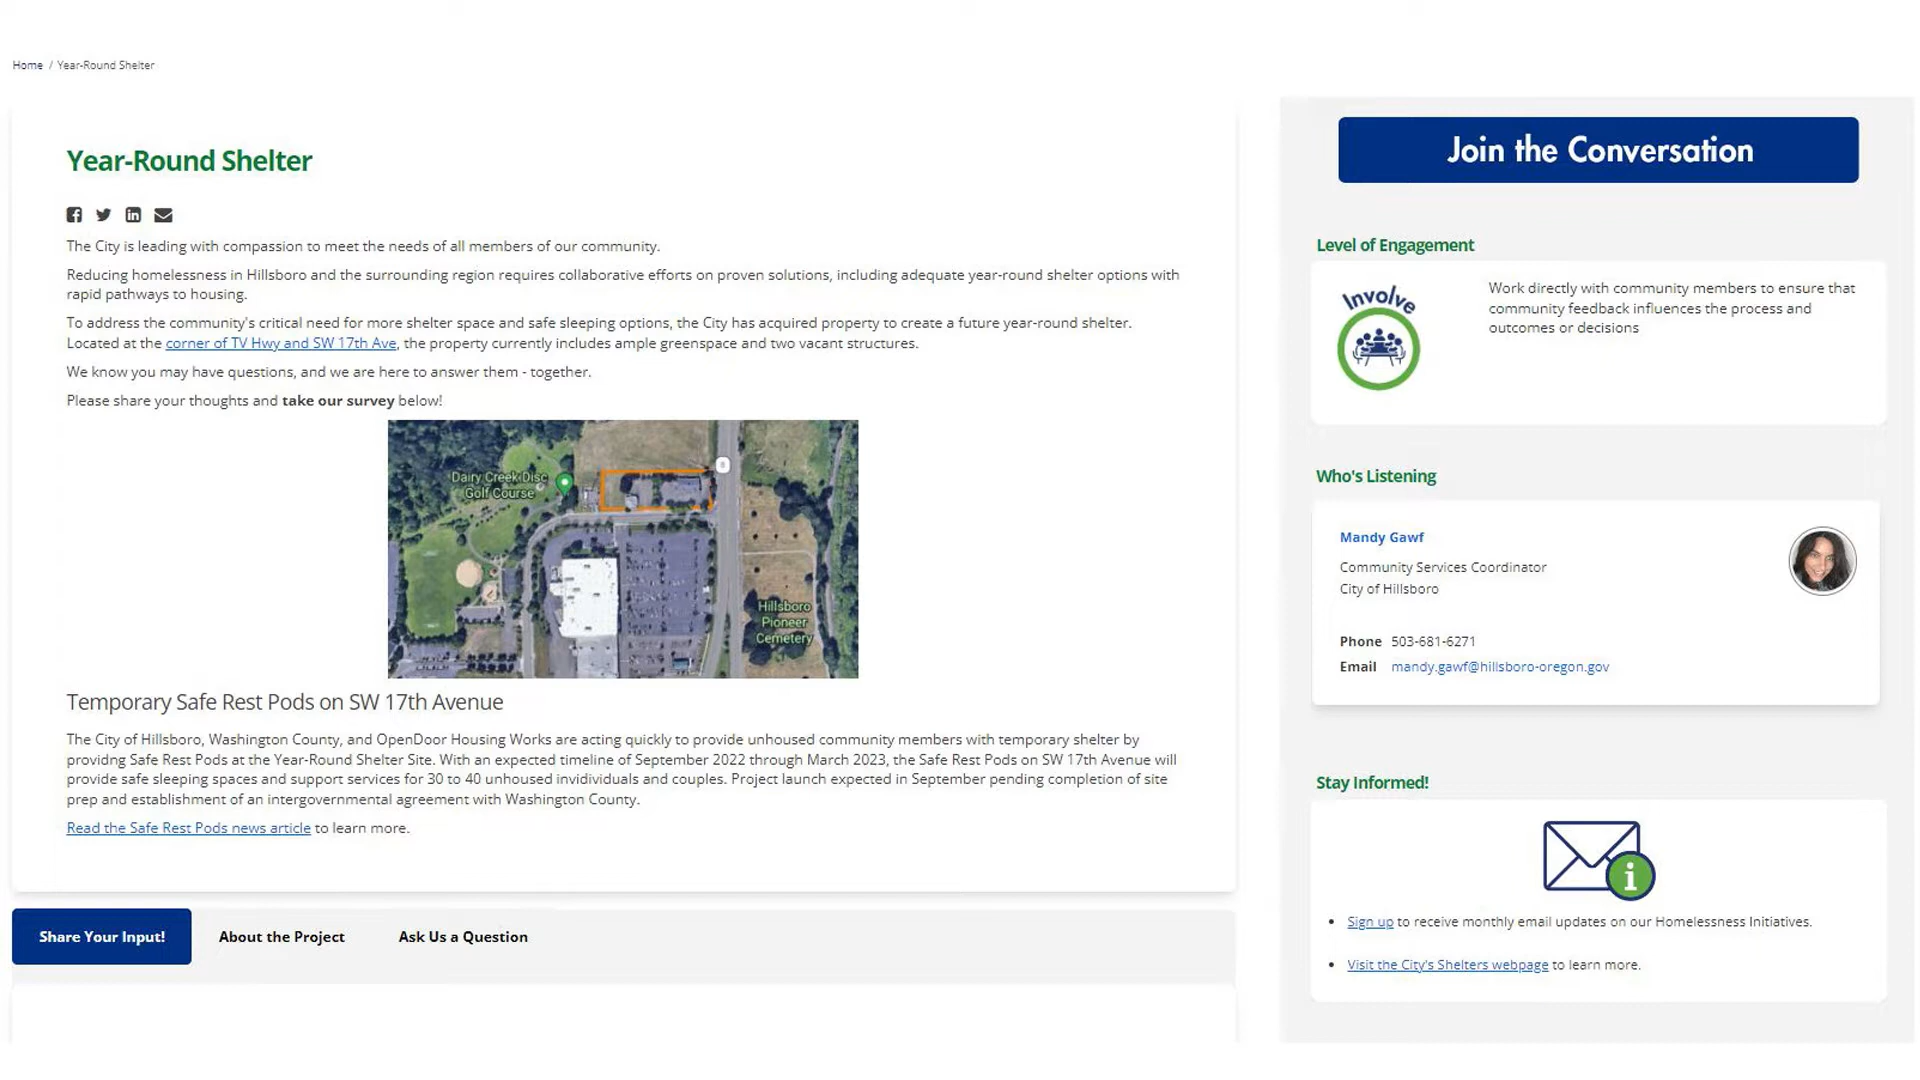 Home / Year-Round Shelter
Year-Round Shelter
The City is leading with compassion to meet the needs of all members of our community.
Reducing homelessness in Hillsboro and the surrounding region requires collaborative efforts on proven solutions, including adequate year-round shelter options with
rapid pathways to housing.
To address the community's critical need for more shelter space and safe sleeping options, the City has acquired property to create a future year-round shelter.
Located at the corner of TV Hwy and SW 17th Ave, the property currently includes ample greenspace and two vacant structures.
We know you may have questions, and we are here to answer them - together.
Please share your thoughts and take our survey below!
Dairy Creek Disc
Golf Course
8
Hillsboro
Pioneer
Cemetery
Temporary Safe Rest Pods on SW 17th Avenue
The City of Hillsboro, Washington County, and OpenDoor Housing Works are acting quickly to provide unhoused community members with temporary shelter by
providng Safe Rest Pods at the Year-Round Shelter Site. With an expected timeline of September 2022 through March 2023, the Safe Rest Pods on SW 17th Avenue will
provide safe sleeping spaces and support services for 30 to 40 unhoused invidividuals and couples. Project launch expected in September pending completion of site
prep and establishment of an intergovernmental agreement with Washington County.
Read the Safe Rest Pods news article to learn more.
Share Your Input!
About the Project
Ask Us a Question
Join the Conversation
Level of Engagement
Involve
Work directly with community members to ensure that
community feedback influences the process and
outcomes or decisions
Who's Listening
Mandy Gawf
Community Services Coordinator
City of Hillsboro
Phone 503-681-6271
Email mandy.gawf@hillsboro-oregon.gov
Stay Informed!
i
• Sign up to receive monthly email updates on our Homelessness Initiatives.
• Visit the City's Shelters webpage to learn more.